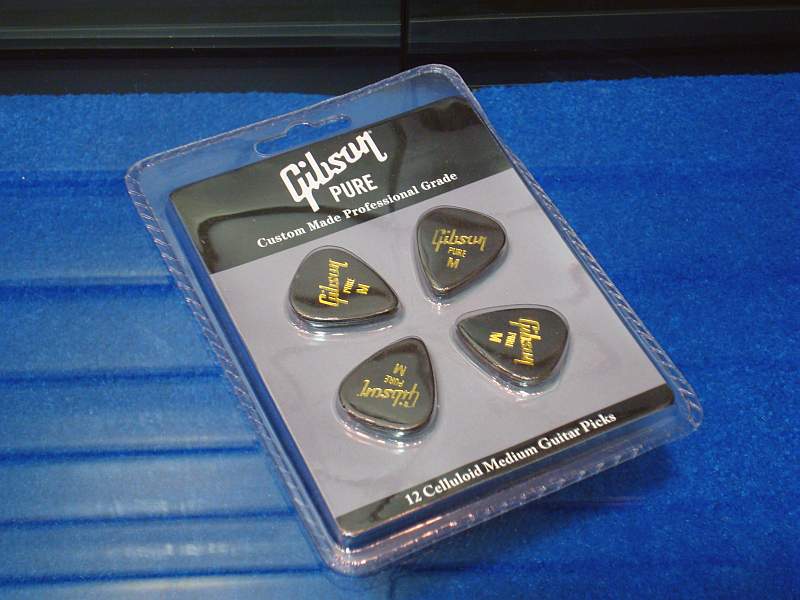 Gibson
PURE
Custom Made Professional Grade
Gibson
PURE
M
Gibson
PURE
M
Gibson
PURE
M
Gibson
PURE
M
12 Celluloid Medium Guitar Picks